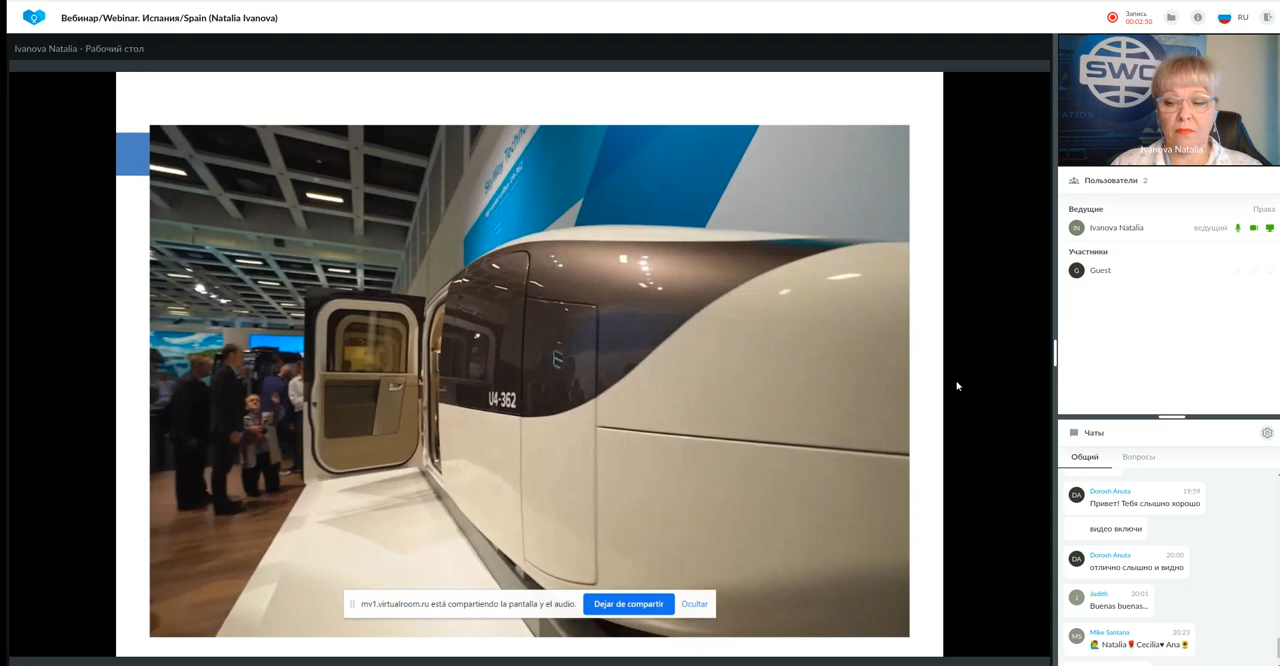 Вебинар/Webinar. Испания/Spain (Natalia Ivanova)
Запись
00:02:50
RU
Ivanova Natalia - Рабочий стол
SWC
Ivanova Natalia
Пользователи 2
Ведущие
Права
IN
Ivanova Natalia
ведущий
Участники
G
Guest
U4-362
mv1.virtualroom.ru está compartiendo la pantalla y el audio.
Dejar de compartir
Ocultar
Чаты
Общий
Вопросы
DA
Dorosh Anuta
19:59
Привет! Тебя слышно хорошо
видео включи
DA
Dorosh Anuta
20:00
отлично слышно и видно
J
Judith
20:01
Buenas buenas...
MS
Mike Santana
20:23
🙋‍♂️ Natalia🌹Cecilia♥ Ana🌻